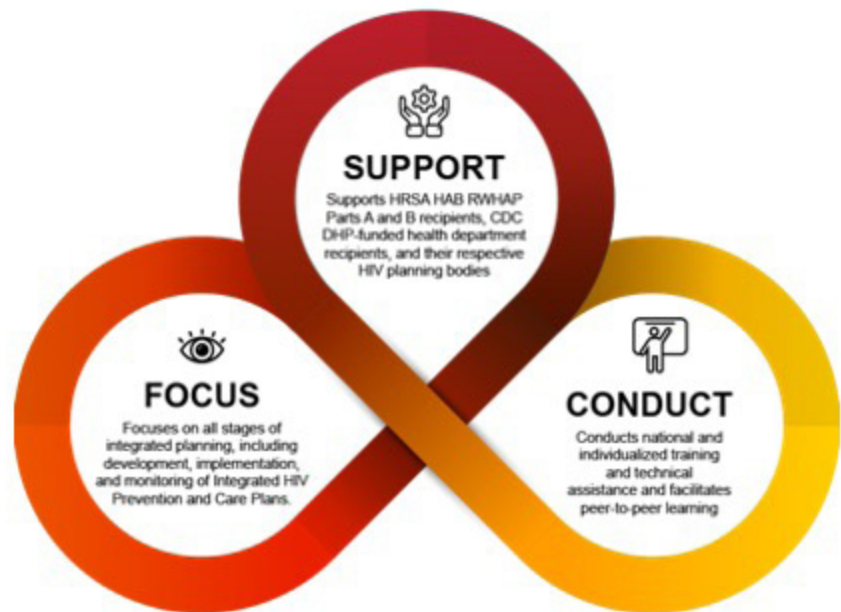 SUPPORT
Supports HRSA HAB RWHAP
Parts A and B recipients, CDC
DHP-funded health department
recipients, and their respective
HIV planning bodies
FOCUS
Focuses on all stages of
integrated planning, including
development, implementation,
and monitoring of Integrated HIV
Prevention and Care Plans.
CONDUCT
Conducts national and
individualized training
and technical
assistance and facilitates
peer-to-peer learning